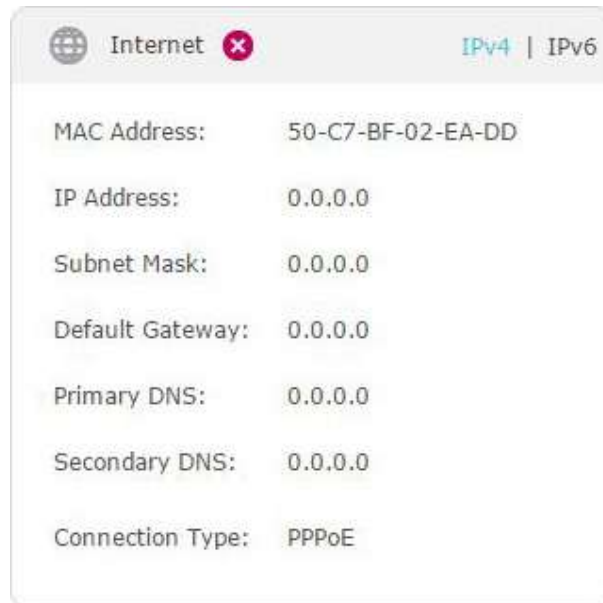 Internet IPv4 | IPv6
MAC Address: 50-C7-BF-02-EA-DD
IP Address: 0.0.0.0
Subnet Mask: 0.0.0.0
Default Gateway: 0.0.0.0
Primary DNS: 0.0.0.0
Secondary DNS: 0.0.0.0
Connection Type: PPPoE